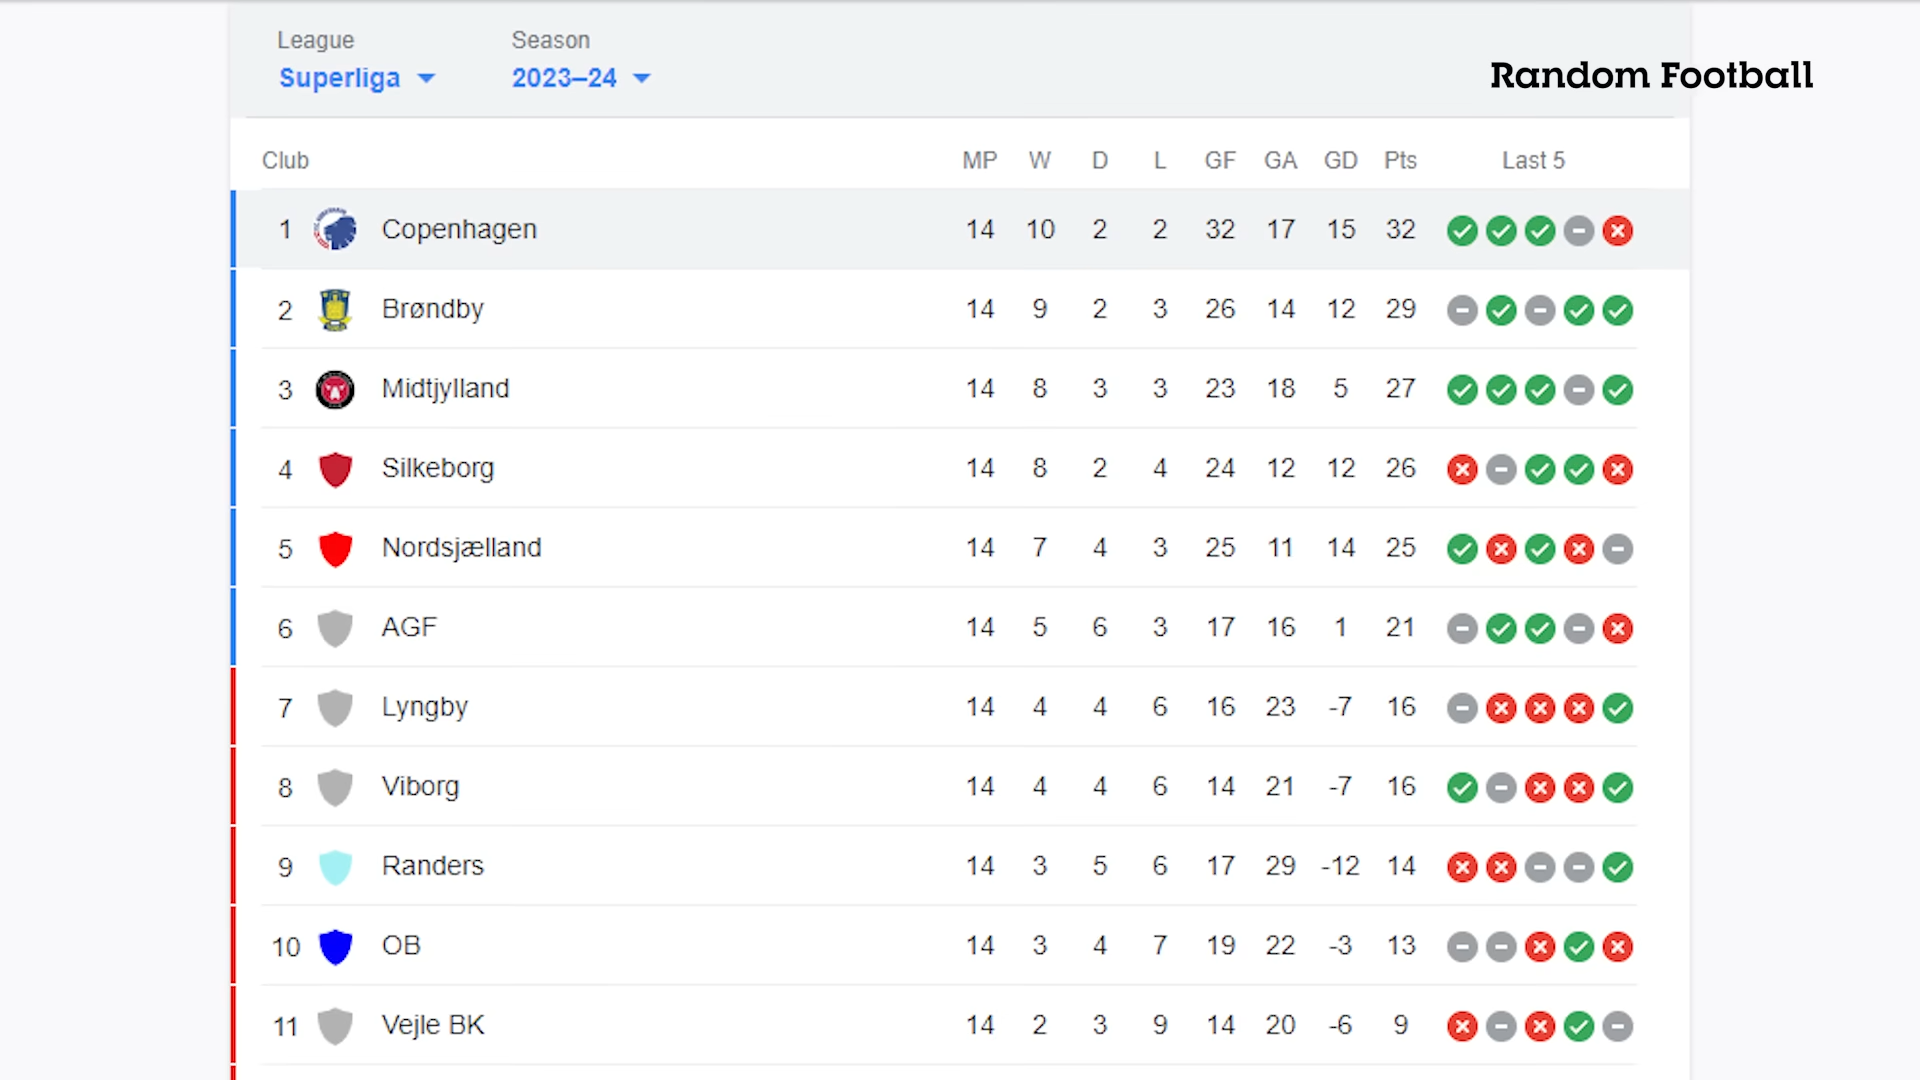 League Season
Superliga 2023–24
Random Football
Club MP W D L GF GA GD Pts Last 5
1 Copenhagen 14 10 2 2 32 17 15 32
2 Brøndby 14 9 2 3 26 14 12 29
3 Midtjylland 14 8 3 3 23 18 5 27
4 Silkeborg 14 8 2 4 24 12 12 26
5 Nordsjælland 14 7 4 3 25 11 14 25
6 AGF 14 5 6 3 17 16 1 21
7 Lyngby 14 4 4 6 16 23 -7 16
8 Viborg 14 4 4 6 14 21 -7 16
9 Randers 14 3 5 6 17 29 -12 14
10 OB 14 3 4 7 19 22 -3 13
11 Vejle BK 14 2 3 9 14 20 -6 9